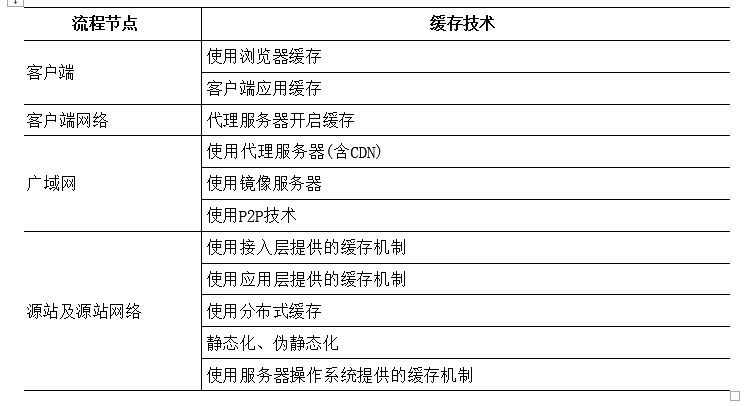 流程节点 缓存技术
客户端 使用浏览器缓存
客户端应用缓存
客户端网络 代理服务器开启缓存
广域网 使用代理服务器(含CDN)
使用镜像服务器
使用P2P技术
源站及源站网络 使用接入层提供的缓存机制
使用应用层提供的缓存机制
使用分布式缓存
静态化、伪静态化
使用服务器操作系统提供的缓存机制